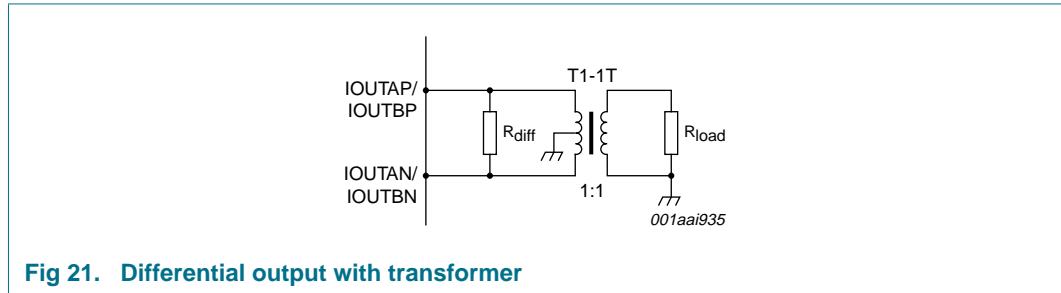 T1-1T
IOUTAP/
IOUTBP
Rdiff
Rload
IOUTAN/
IOUTBN
1:1
001aai935
Fig 21. Differential output with transformer